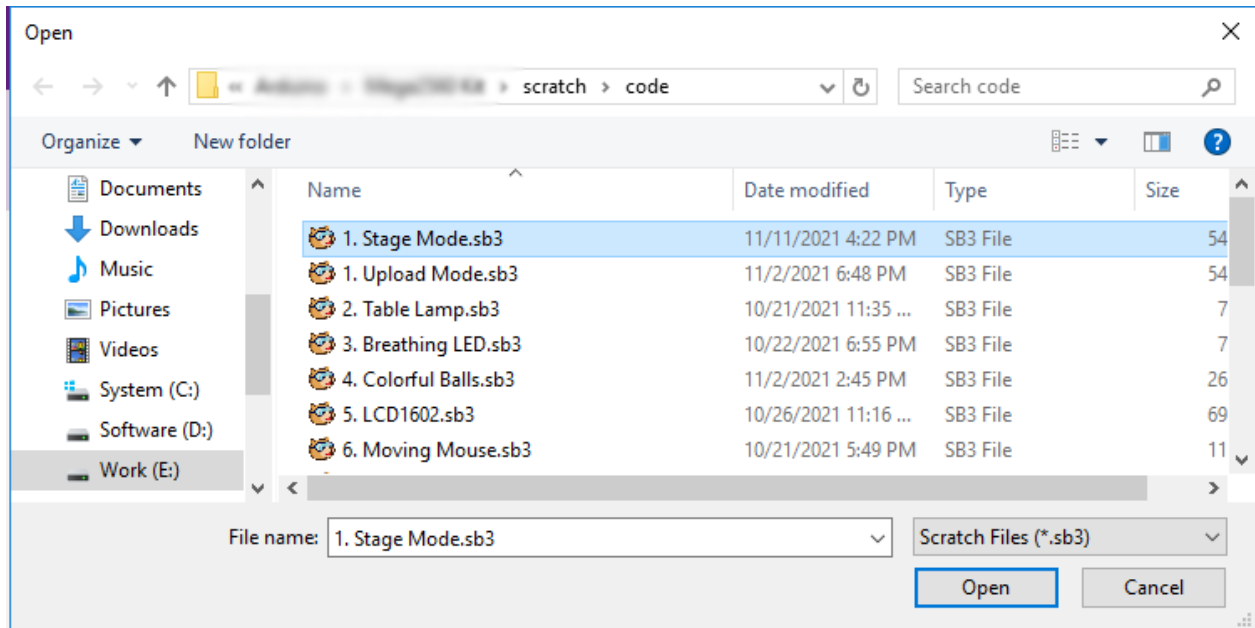 Open
« scratch > code
Search code
Organize
New folder
Name
Date modified
Type
Size
Documents
Downloads
Music
Pictures
Videos
System (C:)
Software (D:)
Work (E:)
1. Stage Mode.sb3 11/11/2021 4:22 PM SB3 File 54
1. Upload Mode.sb3 11/2/2021 6:48 PM SB3 File 54
2. Table Lamp.sb3 10/21/2021 11:35 ... SB3 File 7
3. Breathing LED.sb3 10/22/2021 6:55 PM SB3 File 7
4. Colorful Balls.sb3 11/2/2021 2:45 PM SB3 File 26
5. LCD1602.sb3 10/26/2021 11:16 ... SB3 File 69
6. Moving Mouse.sb3 10/21/2021 5:49 PM SB3 File 11
File name: 1. Stage Mode.sb3
Scratch Files (*.sb3)
Open
Cancel